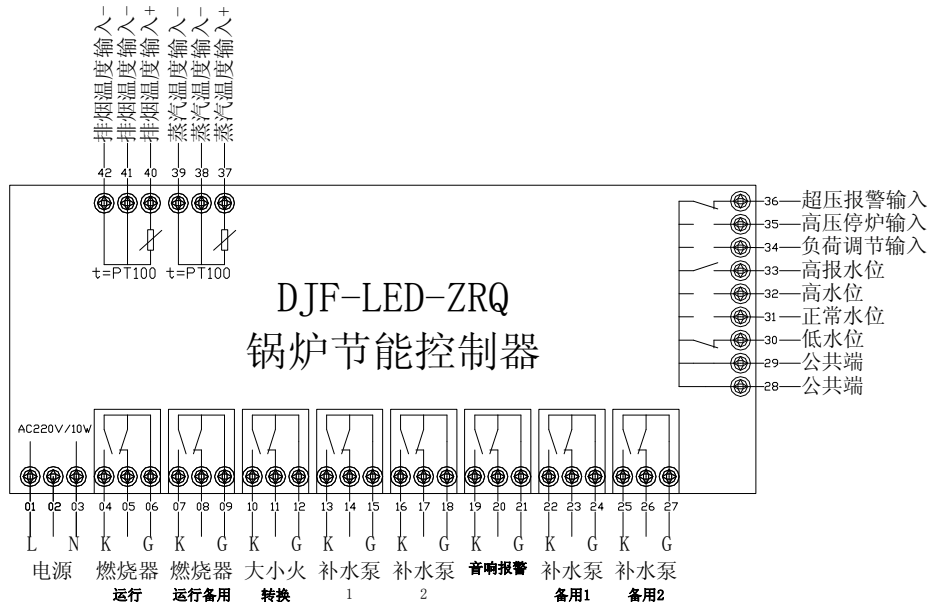 排烟温度输入-
排烟温度输入-
排烟温度输入+
蒸汽温度输入-
蒸汽温度输入-
蒸汽温度输入+
42 41 40 39 38 37
t=PT100 t=PT100
36 超压报警输入
35 高压停炉输入
34 负荷调节输入
33 高报水位
32 高水位
31 正常水位
30 低水位
29 公共端
28 公共端
DJF-LED-ZRQ
锅炉节能控制器
AC220V/10W
01 02 03 04 05 06 07 08 09 10 11 12 13 14 15 16 17 18 19 20 21 22 23 24 25 26 27
L N K G K G K G K G K G K G K G K G
电源 燃烧器 燃烧器 大小火 补水泵 补水泵 音响报警 补水泵 补水泵
运行 运行备用 转换 1 2 备用1 备用2